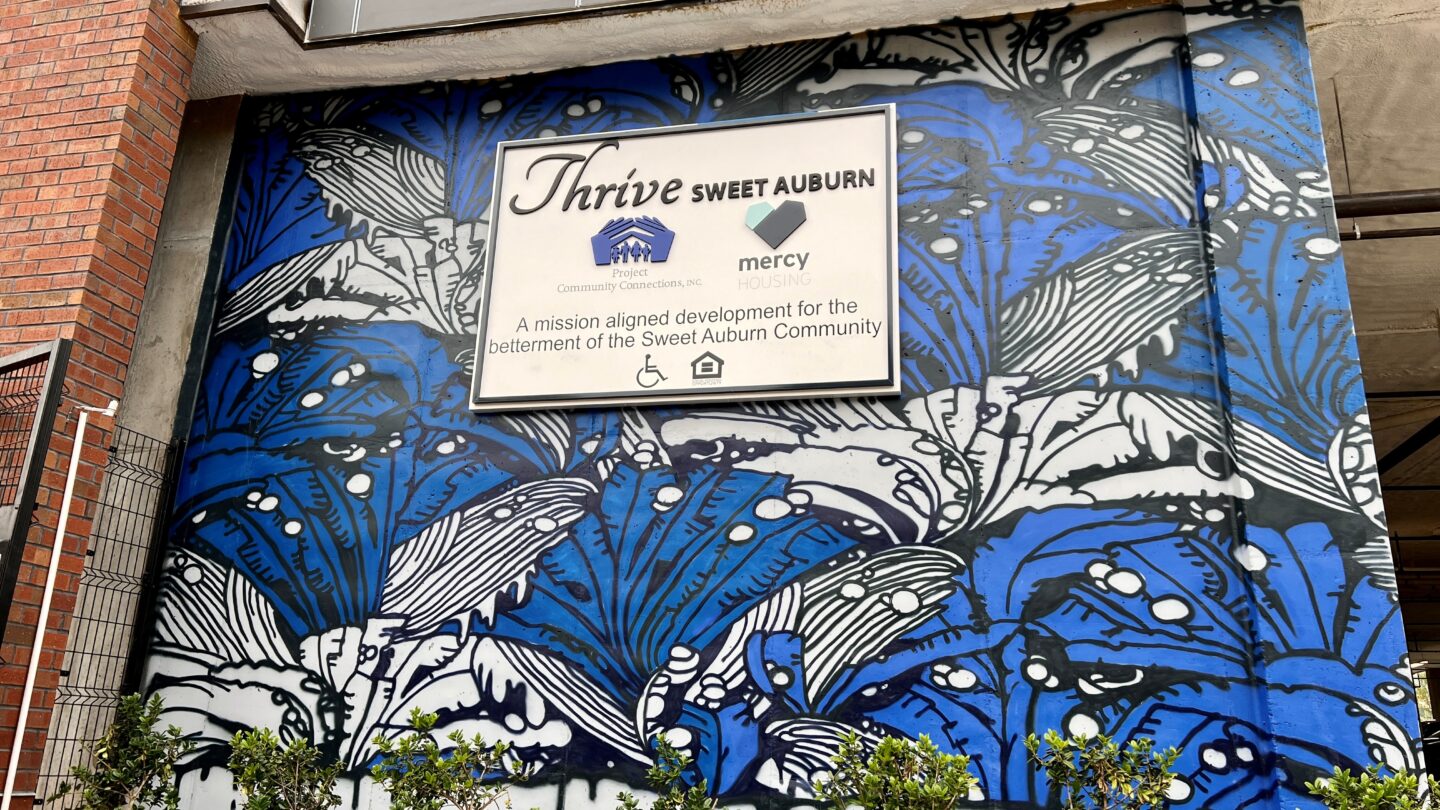 Thrive SWEET AUBURN
Project
Community Connections, INC.
mercy
HOUSING
A mission aligned development for the
betterment of the Sweet Auburn Community